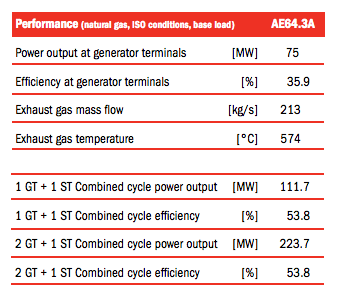 Performance (natural gas, ISO conditions, base load) AE64.3A
Power output at generator terminals [MW] 75
Efficiency at generator terminals [%] 35.9
Exhaust gas mass flow [kg/s] 213
Exhaust gas temperature [°C] 574
1 GT + 1 ST Combined cycle power output [MW] 111.7
1 GT + 1 ST Combined cycle efficiency [%] 53.8
2 GT + 1 ST Combined cycle power output [MW] 223.7
2 GT + 1 ST Combined cycle efficiency [%] 53.8